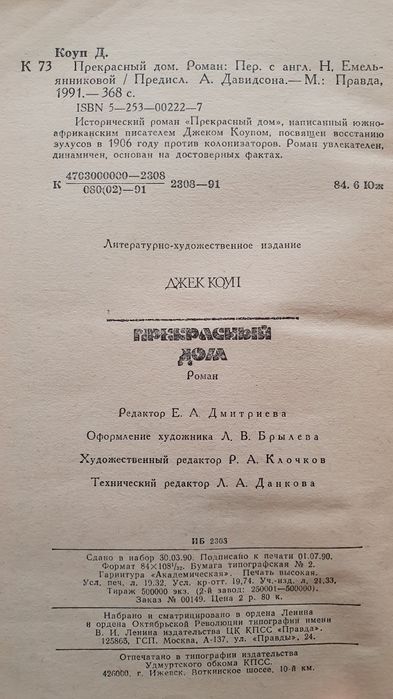 Коуп Д.
К 73 Прекрасный дом. Роман: Пер. с англ. Н. Емель-
янниковой / Предисл. А. Давидсона.— М.: Правда,
1991.— 368 с.
ISBN 5—253—00222—7
Исторический роман «Прекрасный дом», написанный южно-
африканским писателем Джеком Коупом, посвящен восстанию
зулусов в 1906 году против колонизаторов. Роман увлекателен,
динамичен, основан на достоверных фактах.
К 4703000000—2308 / 080(02)—91 2308—91 84. 6 Юж
Литературно-художественное издание
ДЖЕК КОУП
ПРЕКРАСНЫЙ
ДОМ
Роман
Редактор Е. А. Дмитриева
Оформление художника Л. В. Брылева
Художественный редактор Р. А. Клочков
Технический редактор Л. А. Данкова
ИБ 2303
Сдано в набор 30.03.90. Подписано к печати 01.07.90.
Формат 84×108¹/₃₂. Бумага типографская № 2.
Гарнитура «Академическая». Печать высокая.
Усл. печ. л. 19,32. Усл. кр-отт. 19,74. Уч.-изд. л. 21,33.
Тираж 500000 экз. (2-й завод: 250001—500000).
Заказ № 00149. Цена 2 р. 80 к.
Набрано и сматрицировано в ордена Ленина
и ордена Октябрьской Революции типографии имени
В. И. Ленина издательства ЦК КПСС «Правда».
125865, ГСП. Москва, А-137, ул. «Правды», 24.
Отпечатано в типографии издательства
Удмуртского обкома КПСС.
426000, г. Ижевск, Воткинское шоссе, 10-й км.